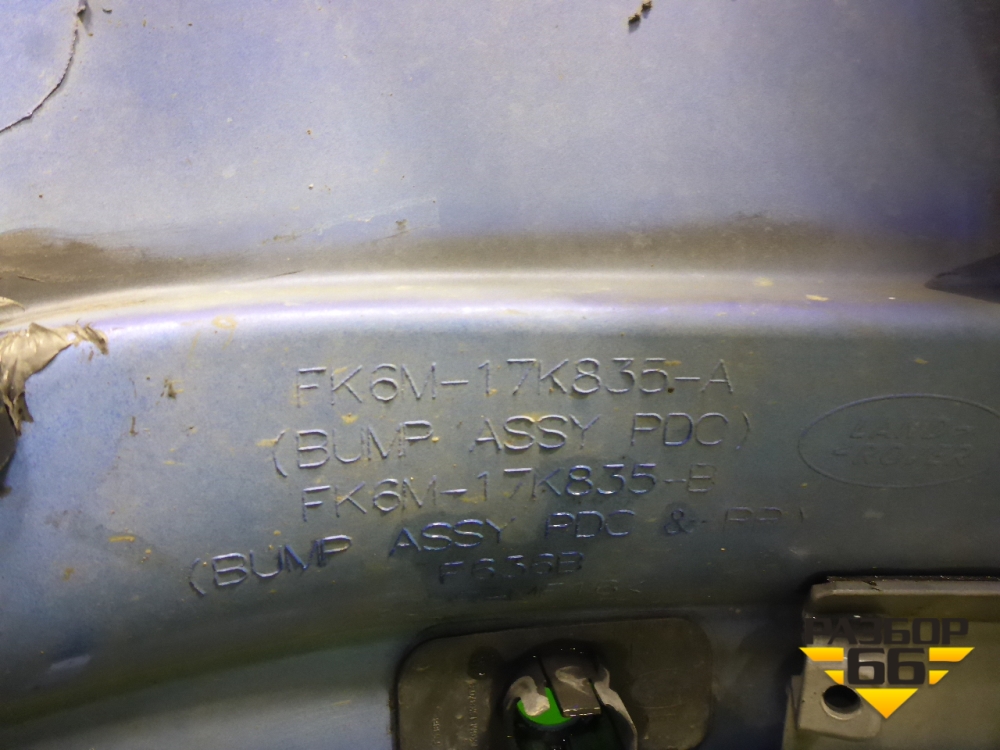 FK6M-17K835-A
(BUMP ASSY PDC)
FK6M-17K835-B
(BUMP ASSY PDC &
LAND-
-ROVER
РАЗБОР
66